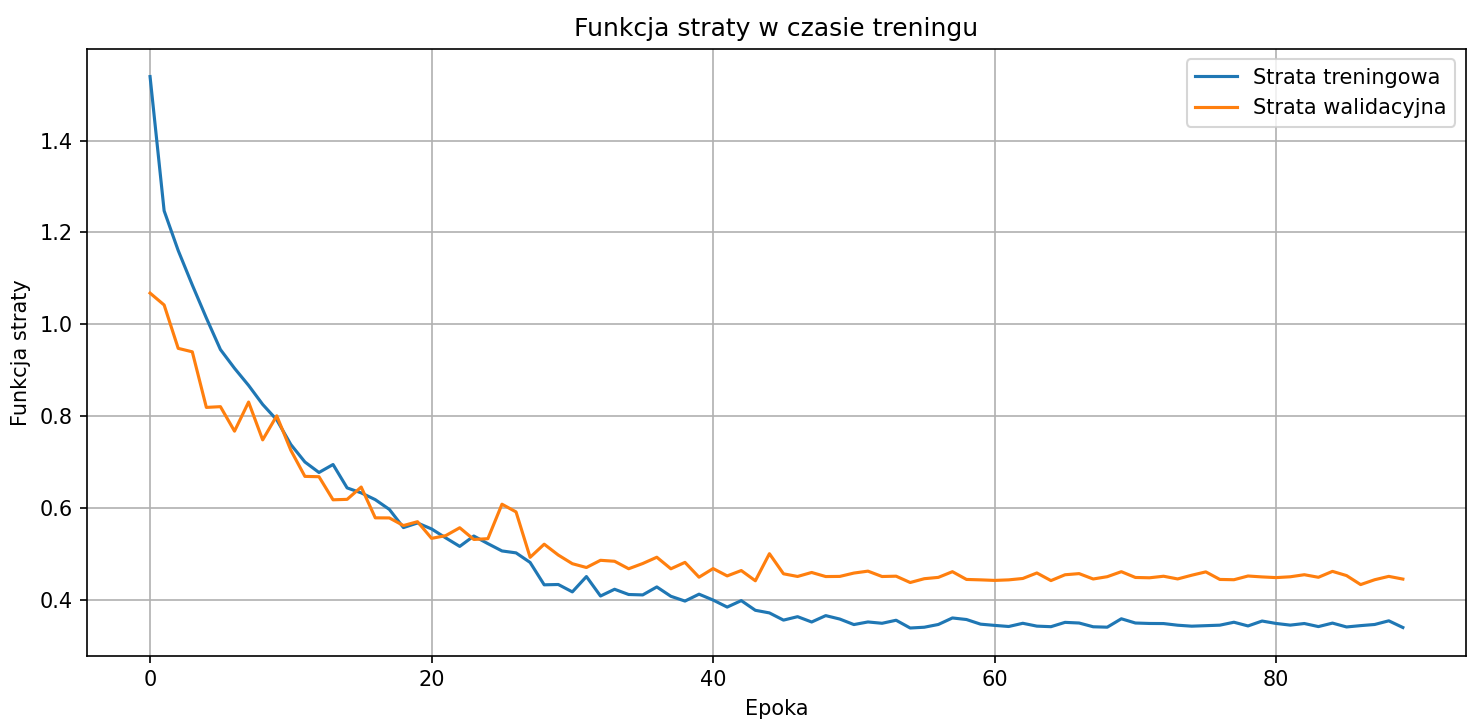 Funkcja straty w czasie treningu
Strata treningowa
Strata walidacyjna
Funkcja straty
1.4
1.2
1.0
0.8
0.6
0.4
0
20
40
60
80
Epoka